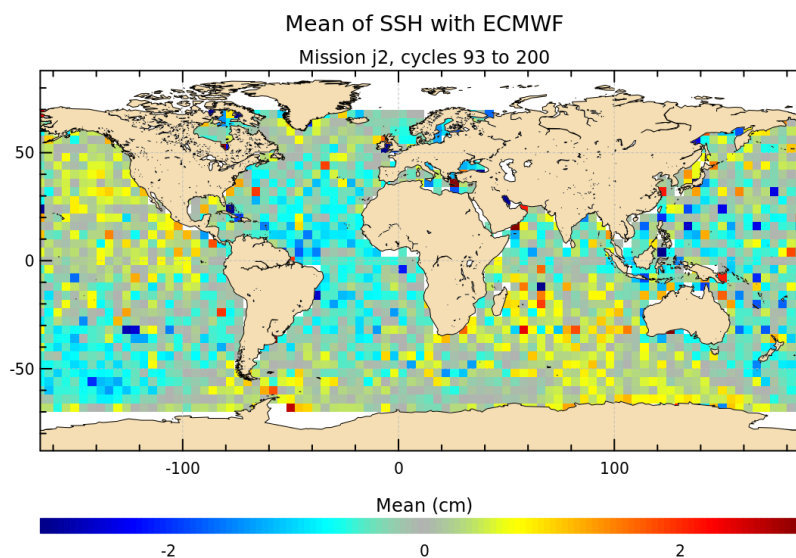 Mean of SSH with ECMWF
Mission j2, cycles 93 to 200
50
0
-50
-100 0 100
Mean (cm)
-2 0 2